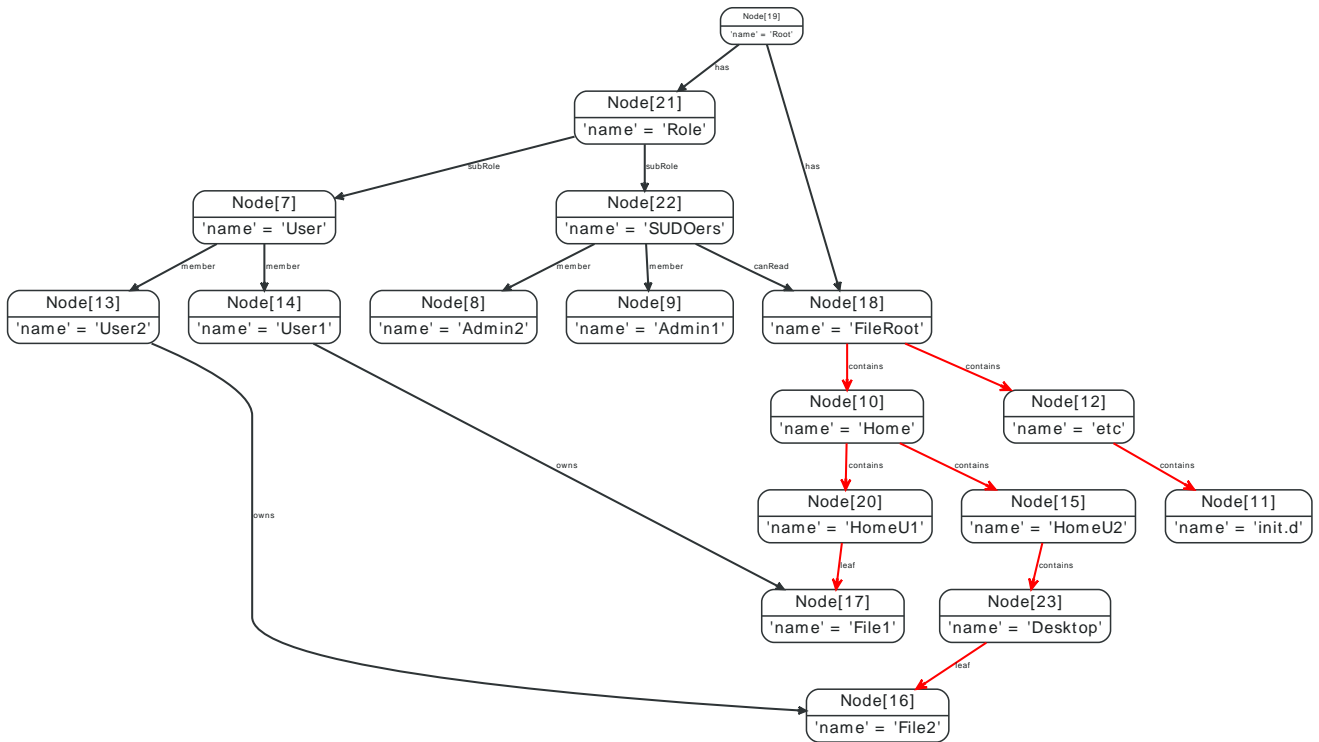 Node[19]
'name' = 'Root'
has
Node[21]
'name' = 'Role'
subRole
subRole
has
Node[7]
'name' = 'User'
Node[22]
'name' = 'SUDOers'
member
member
member
member
canRead
Node[13]
'name' = 'User2'
Node[14]
'name' = 'User1'
Node[8]
'name' = 'Admin2'
Node[9]
'name' = 'Admin1'
Node[18]
'name' = 'FileRoot'
contains
contains
Node[10]
'name' = 'Home'
Node[12]
'name' = 'etc'
owns
contains
contains
contains
Node[20]
'name' = 'HomeU1'
Node[15]
'name' = 'HomeU2'
Node[11]
'name' = 'init.d'
owns
leaf
contains
Node[17]
'name' = 'File1'
Node[23]
'name' = 'Desktop'
leaf
Node[16]
'name' = 'File2'